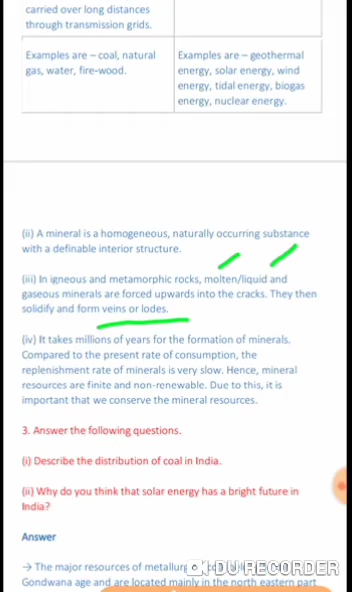 carried over long distances
through transmission grids.
Examples are – coal, natural
gas, water, fire-wood.
Examples are – geothermal
energy, solar energy, wind
energy, tidal energy, biogas
energy, nuclear energy.
(ii) A mineral is a homogeneous, naturally occurring substance
with a definable interior structure.
(iii) In igneous and metamorphic rocks, molten/liquid and
gaseous minerals are forced upwards into the cracks. They then
solidify and form veins or lodes.
(iv) It takes millions of years for the formation of minerals.
Compared to the present rate of consumption, the
replenishment rate of minerals is very slow. Hence, mineral
resources are finite and non-renewable. Due to this, it is
important that we conserve the mineral resources.
3. Answer the following questions.
(i) Describe the distribution of coal in India.
(ii) Why do you think that solar energy has a bright future in
India?
Answer
→ The major resources of
DU RECORDER
Gondwana age and are located mainly in the north eastern part